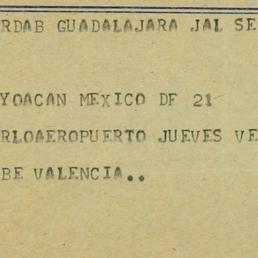 RDAB GUADALAJARA JAL SE
YOACAN MEXICO DF 21
RLOAEROPUERTO JUEVES VE
BE VALENCIA..